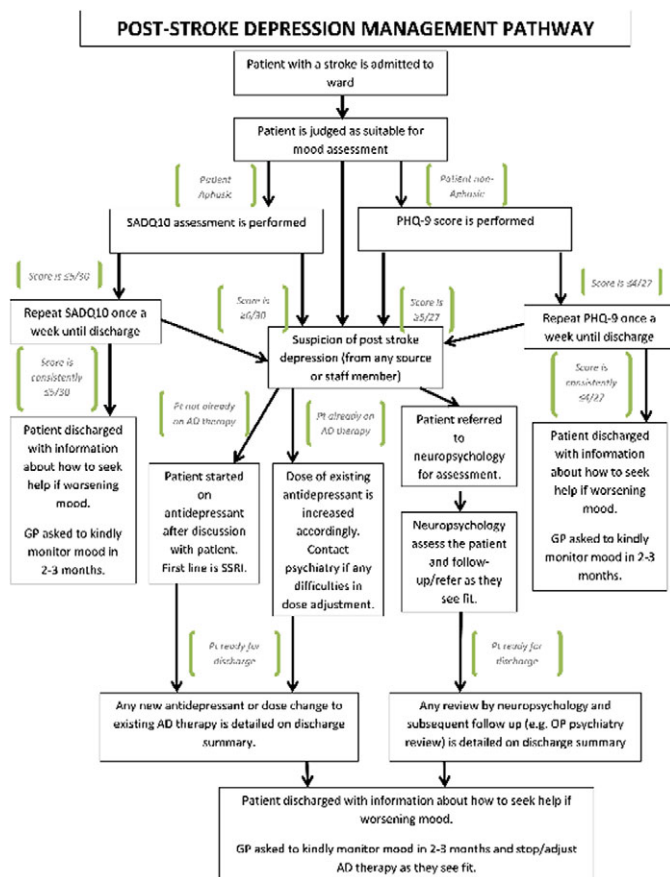 POST-STROKE DEPRESSION MANAGEMENT PATHWAY
Patient with a stroke is admitted to
ward
Patient is judged as suitable for
mood assessment
Patient
Aphasic
Patient non-
Aphasic
SADQ10 assessment is performed
PHQ-9 score is performed
Score is ≤5/30
Score is
≥6/30
Score is
≥5/27
Score is ≤4/27
Repeat SADQ10 once a
week until discharge
Suspicion of post stroke
depression (from any source
or staff member)
Repeat PHQ-9 once a
week until discharge
Score is
consistently
≤5/30
Pt not already
on AD therapy
Pt already on
AD therapy
Score is
consistently
≤4/27
Patient discharged
with information
about how to seek
help if worsening
mood.
GP asked to kindly
monitor mood in
2-3 months.
Patient started
on
antidepressant
after discussion
with patient.
First line is SSRI.
Dose of existing
antidepressant is
increased
accordingly.
Contact
psychiatry if any
difficulties in
dose adjustment.
Patient referred
to
neuropsychology
for assessment.
Neuropsychology
assess the patient
and follow-
up/refer as they
see fit.
Patient discharged
with information
about how to seek
help if worsening
mood.
GP asked to kindly
monitor mood in 2-3
months.
Pt ready for
discharge
Pt ready for
discharge
Any new antidepressant or dose change to
existing AD therapy is detailed on discharge
summary.
Any review by neuropsychology and
subsequent follow up (e.g. OP psychiatry
review) is detailed on discharge summary
Patient discharged with information about how to seek help if
worsening mood.
GP asked to kindly monitor mood in 2-3 months and stop/adjust
AD therapy as they see fit.